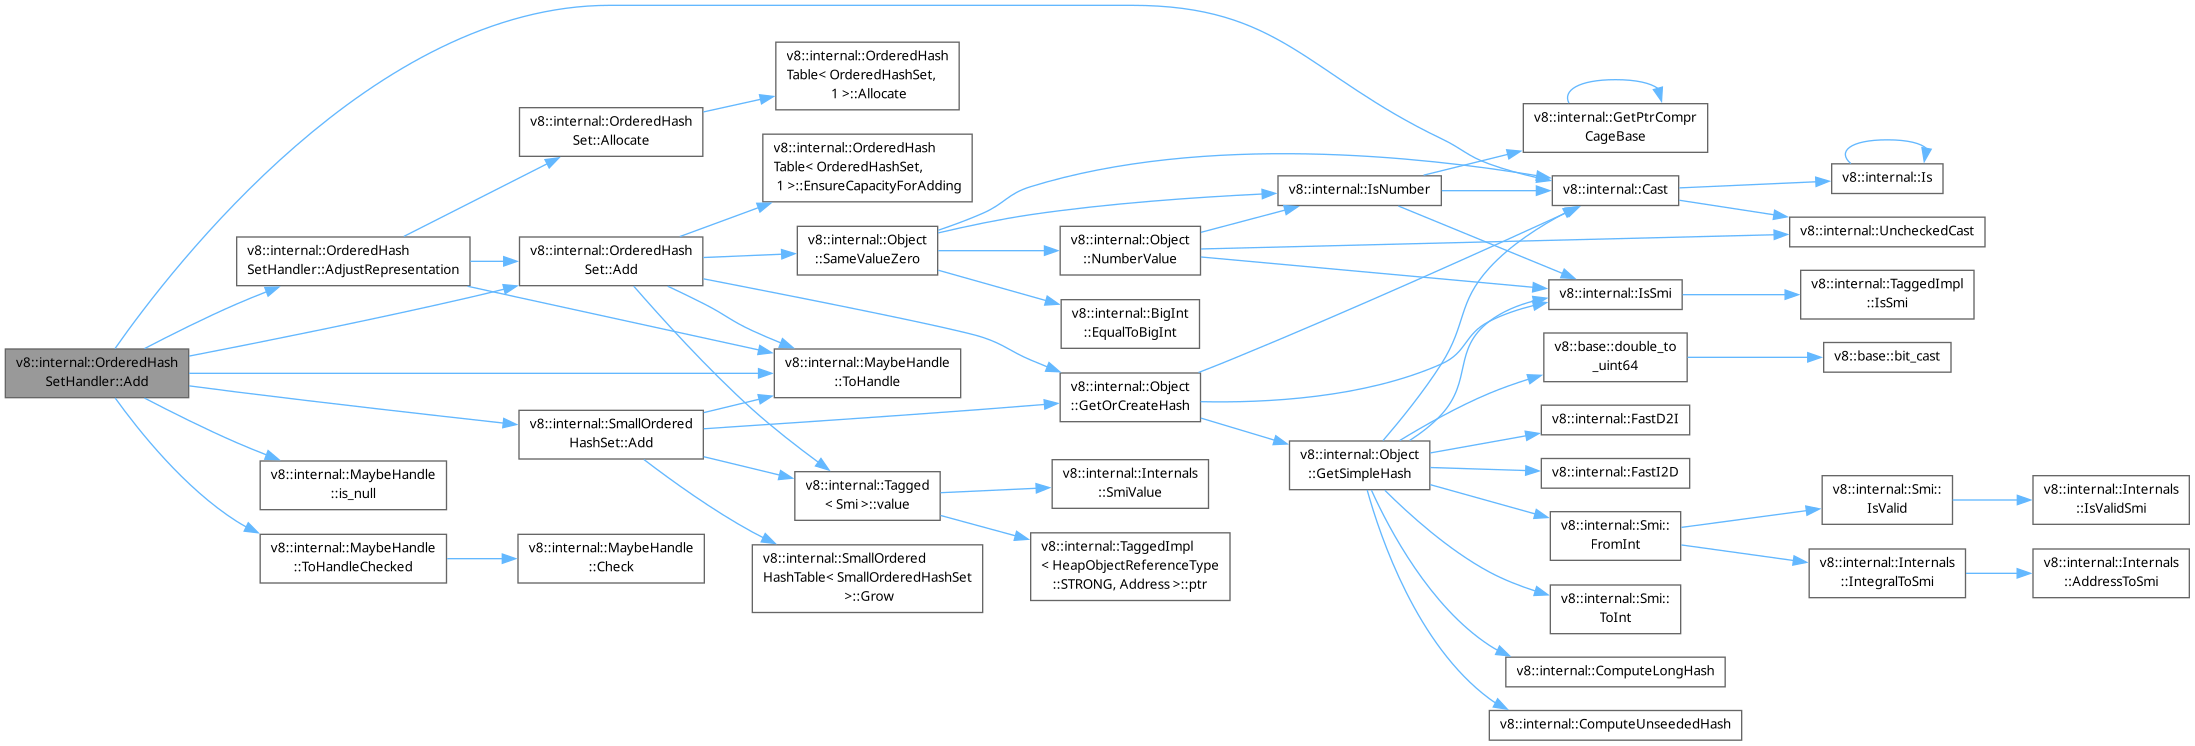 v8::internal::OrderedHash
SetHandler::Add
v8::internal::OrderedHash
SetHandler::AdjustRepresentation
v8::internal::MaybeHandle
::is_null
v8::internal::MaybeHandle
::ToHandleChecked
v8::internal::OrderedHash
Set::Allocate
v8::internal::OrderedHash
Set::Add
v8::internal::SmallOrdered
HashSet::Add
v8::internal::MaybeHandle
::Check
v8::internal::OrderedHash
Table< OrderedHashSet,
1 >::Allocate
v8::internal::OrderedHash
Table< OrderedHashSet,
1 >::EnsureCapacityForAdding
v8::internal::Object
::SameValueZero
v8::internal::MaybeHandle
::ToHandle
v8::internal::Tagged
< Smi >::value
v8::internal::SmallOrdered
HashTable< SmallOrderedHashSet
>::Grow
v8::internal::Object
::NumberValue
v8::internal::BigInt
::EqualToBigInt
v8::internal::Object
::GetOrCreateHash
v8::internal::Internals
::SmiValue
v8::internal::TaggedImpl
< HeapObjectReferenceType
::STRONG, Address >::ptr
v8::internal::IsNumber
v8::internal::Object
::GetSimpleHash
v8::internal::GetPtrCompr
CageBase
v8::internal::Cast
v8::internal::IsSmi
v8::base::double_to
_uint64
v8::internal::FastD2I
v8::internal::FastI2D
v8::internal::Smi::
FromInt
v8::internal::Smi::
ToInt
v8::internal::ComputeLongHash
v8::internal::ComputeUnseededHash
v8::internal::Is
v8::internal::UncheckedCast
v8::internal::TaggedImpl
::IsSmi
v8::base::bit_cast
v8::internal::Smi::
IsValid
v8::internal::Internals
::IntegralToSmi
v8::internal::Internals
::IsValidSmi
v8::internal::Internals
::AddressToSmi